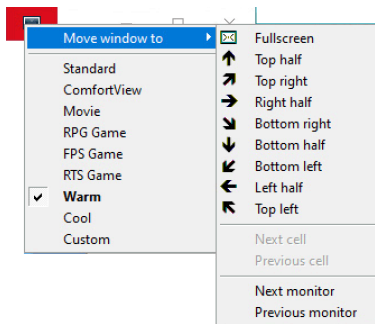 Move window to
Standard
ComfortView
Movie
RPG Game
FPS Game
RTS Game
Warm
Cool
Custom
Fullscreen
Top half
Top right
Right half
Bottom right
Bottom half
Bottom left
Left half
Top left
Next cell
Previous cell
Next monitor
Previous monitor